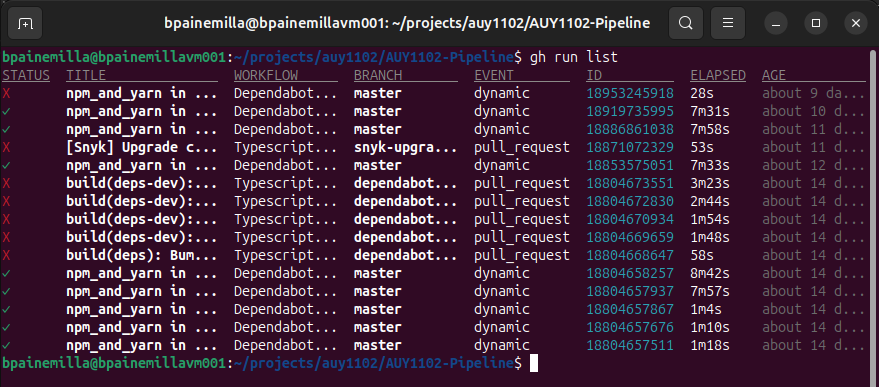 bpainemilla@bpainemillavm001: ~/projects/auy1102/AUY1102-Pipeline
bpainemilla@bpainemillavm001:~/projects/auy1102/AUY1102-Pipeline$ gh run list
STATUS TITLE WORKFLOW BRANCH EVENT ID ELAPSED AGE
X npm_and_yarn in ... Dependabot... master dynamic 18953245918 28s about 9 da...
✓ npm_and_yarn in ... Dependabot... master dynamic 18919735995 7m31s about 10 d...
✓ npm_and_yarn in ... Dependabot... master dynamic 18886861038 7m58s about 11 d...
X [Snyk] Upgrade c... Typescript... snyk-upgra... pull_request 18871072329 53s about 11 d...
✓ npm_and_yarn in ... Dependabot... master dynamic 18853575051 7m33s about 12 d...
X build(deps-dev):... Typescript... dependabot... pull_request 18804673551 3m23s about 14 d...
X build(deps-dev):... Typescript... dependabot... pull_request 18804672830 2m44s about 14 d...
X build(deps-dev):... Typescript... dependabot... pull_request 18804670934 1m54s about 14 d...
X build(deps-dev):... Typescript... dependabot... pull_request 18804669659 1m48s about 14 d...
X build(deps): Bum... Typescript... dependabot... pull_request 18804668647 58s about 14 d...
✓ npm_and_yarn in ... Dependabot... master dynamic 18804658257 8m42s about 14 d...
✓ npm_and_yarn in ... Dependabot... master dynamic 18804657937 7m57s about 14 d...
✓ npm_and_yarn in ... Dependabot... master dynamic 18804657867 1m4s about 14 d...
✓ npm_and_yarn in ... Dependabot... master dynamic 18804657676 1m10s about 14 d...
✓ npm_and_yarn in ... Dependabot... master dynamic 18804657511 1m18s about 14 d...
bpainemilla@bpainemillavm001:~/projects/auy1102/AUY1102-Pipeline$